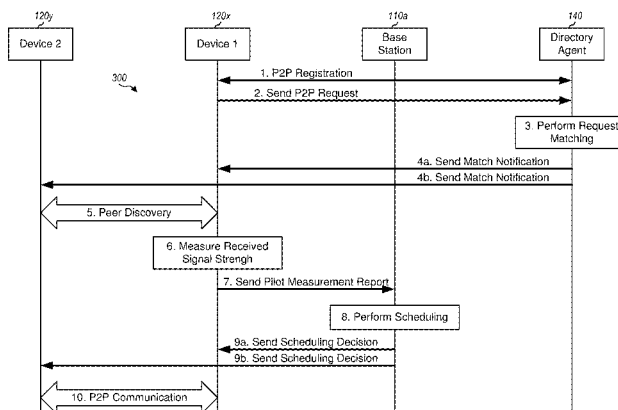 120y
120x
110a
140
Device 2
Device 1
Base
Station
Directory
Agent
300
1. P2P Registration
2. Send P2P Request
3. Perform Request
Matching
4a. Send Match Notification
4b. Send Match Notification
5. Peer Discovery
6. Measure Received
Signal Strengh
7. Send Pilot Measurement Report
8. Perform Scheduling
9a. Send Scheduling Decision
9b. Send Scheduling Decision
10. P2P Communication